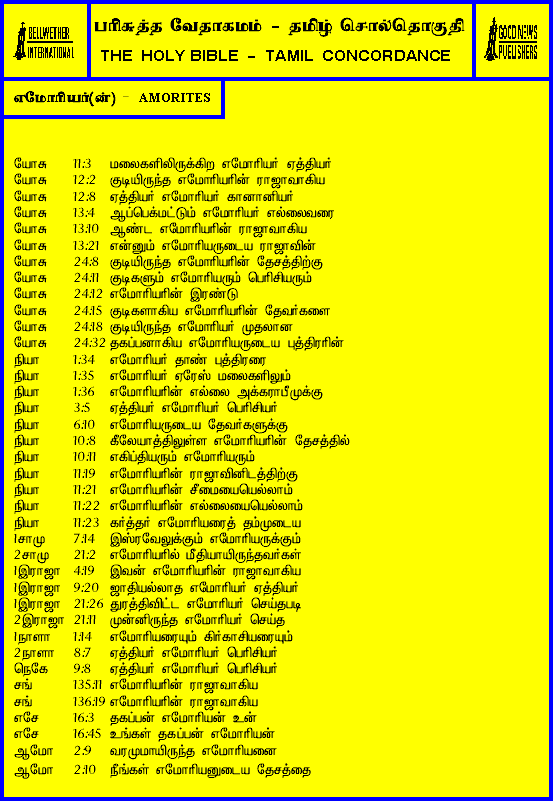 BELLWETHER
INTERNATIONAL
பரிசுத்த வேதாகமம் - தமிழ் சொல்தொகுதி
THE HOLY BIBLE - TAMIL CONCORDANCE
GOOD NEWS
PUBLISHERS
எமோரியர்(ன்) - AMORITES
யோசு 11:3 மலைகளிலிருக்கிற எமோரியர் ஏத்தியர்
யோசு 12:2 குடியிருந்த எமோரியரின் ராஜாவாகிய
யோசு 12:8 ஏத்தியர் எமோரியர் கானானியர்
யோசு 13:4 ஆப்பெக்மட்டும் எமோரியர் எல்லைவரை
யோசு 13:10 ஆண்ட எமோரியரின் ராஜாவாகிய
யோசு 13:21 என்னும் எமோரியருடைய ராஜாவின்
யோசு 24:8 குடியிருந்த எமோரியரின் தேசத்திற்கு
யோசு 24:11 குடிகளும் எமோரியரும் பெரிசியரும்
யோசு 24:12 எமோரியரின் இரண்டு
யோசு 24:15 குடிகளாகிய எமோரியரின் தேவர்களை
யோசு 24:18 குடியிருந்த எமோரியர் முதலான
யோசு 24:32 தகப்பனாகிய எமோரியருடைய புத்திரரின்
நியா 1:34 எமோரியர் தாண் புத்திரரை
நியா 1:35 எமோரியர் ஏரேஸ் மலைகளிலும்
நியா 1:36 எமோரியரின் எல்லை அக்கராபீமுக்கு
நியா 3:5 ஏத்தியர் எமோரியர் பெரிசியர்
நியா 6:10 எமோரியருடைய தேவர்களுக்கு
நியா 10:8 கீலேயாத்திலுள்ள எமோரியரின் தேசத்தில்
நியா 10:11 எகிப்தியரும் எமோரியரும்
நியா 11:19 எமோரியரின் ராஜாவினிடத்திற்கு
நியா 11:21 எமோரியரின் சீமையையெல்லாம்
நியா 11:22 எமோரியரின் எல்லையையெல்லாம்
நியா 11:23 கர்த்தர் எமோரியரைத் தம்முடைய
1சாமு 7:14 இஸ்ரவேலுக்கும் எமோரியருக்கும்
2சாமு 21:2 எமோரியரில் மீதியாயிருந்தவர்கள்
1இராஜா 4:19 இவன் எமோரியரின் ராஜாவாகிய
1இராஜா 9:20 ஜாதியல்லாத எமோரியர் ஏத்தியர்
1இராஜா 21:26 துரத்திவிட்ட எமோரியர் செய்தபடி
2இராஜா 21:11 முன்னிருந்த எமோரியர் செய்த
1நாளா 1:14 எமோரியரையும் கிர்காசியரையும்
2நாளா 8:7 ஏத்தியர் எமோரியர் பெரிசியர்
நெகே 9:8 ஏத்தியர் எமோரியர் பெரிசியர்
சங் 135:11 எமோரியரின் ராஜாவாகிய
சங் 136:19 எமோரியரின் ராஜாவாகிய
எசே 16:3 தகப்பன் எமோரியன் உன்
எசே 16:45 உங்கள் தகப்பன் எமோரியன்
ஆமோ 2:9 வரமுமாயிருந்த எமோரியனை
ஆமோ 2:10 நீங்கள் எமோரியனுடைய தேசத்தை